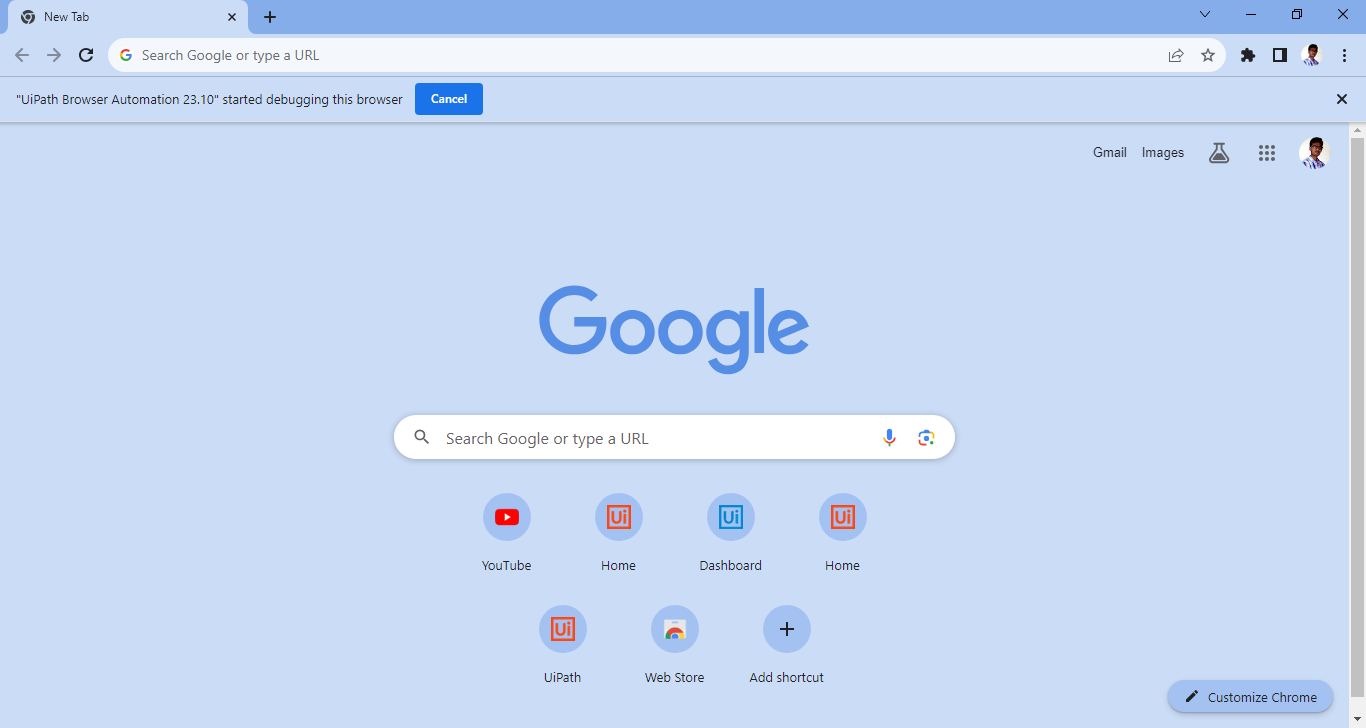 New Tab
Search Google or type a URL
"UiPath Browser Automation 23.10" started debugging this browser Cancel
Gmail Images
Google
Search Google or type a URL
Ui Ui Ui
YouTube Home Dashboard Home
Ui
UiPath Web Store Add shortcut
Customize Chrome